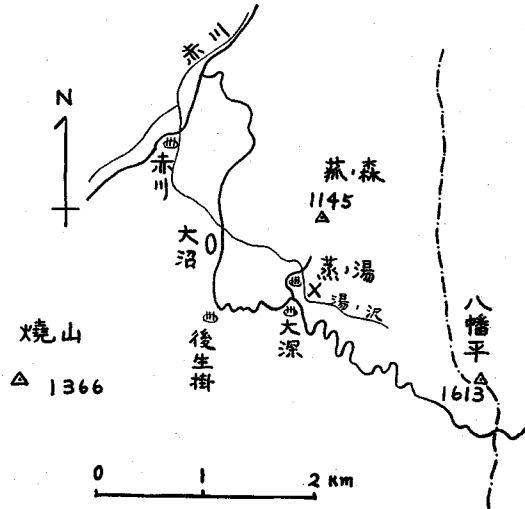 赤川
N
赤川
蒸ノ森
1145
大沼
蒸ノ湯
湯ノ沢
大深
後生掛
八幡平
1613
焼山
1366
0 1 2 Km